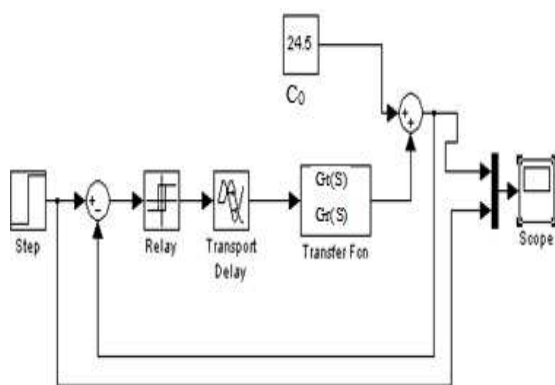 24.5
C0
Gt(S)
Gr(S)
Step
Relay
Transport
Delay
Transfer Fcn
Scope